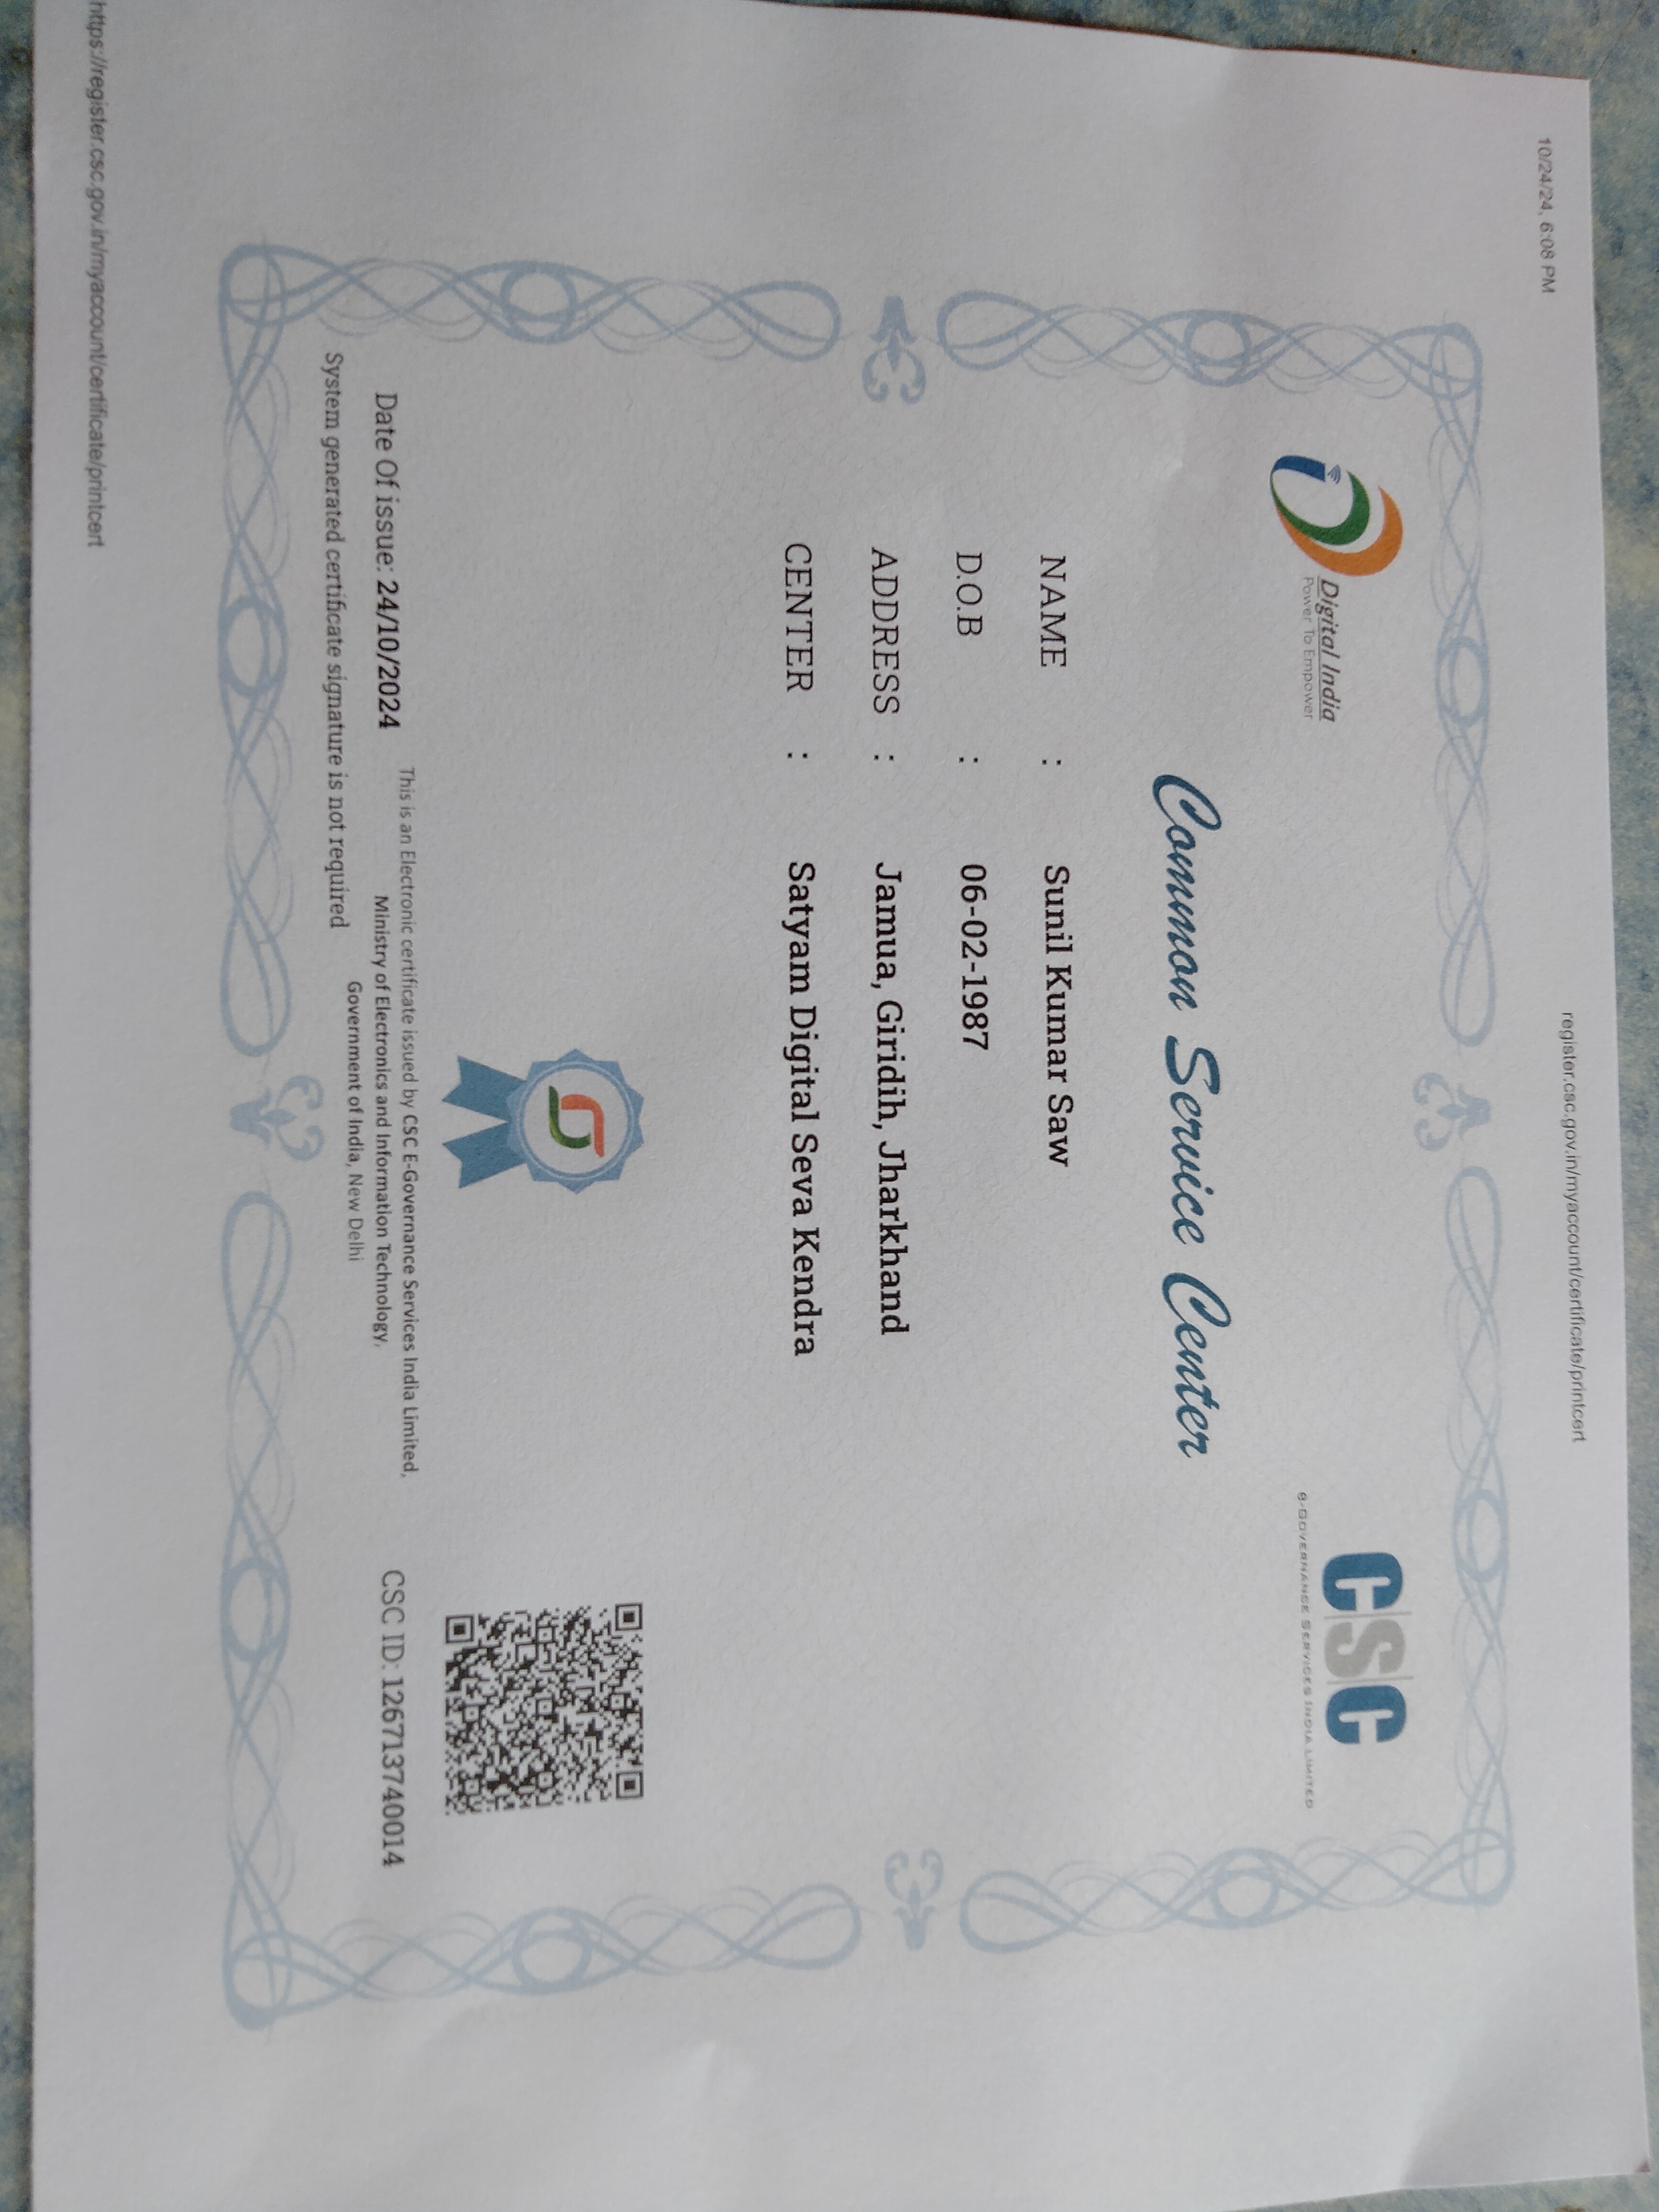 10/24/24, 6:08 PM
register.csc.gov.in/myaccount/certificate/printcert
Digital India
Power To Empower
CSC
e-GOVERNANCE SERVICES INDIA LIMITED
Common Service Center
NAME : Sunil Kumar Saw
D.O.B : 06-02-1987
ADDRESS : Jamua, Giridih, Jharkhand
CENTER : Satyam Digital Seva Kendra
This is an Electronic certificate issued by CSC E-Governance Services India Limited,
Date Of issue: 24/10/2024
Ministry of Electronics and Information Technology,
CSC ID: 126713740014
Government of India, New Delhi
System generated certificate signature is not required
https://register.csc.gov.in/myaccount/certificate/printcert